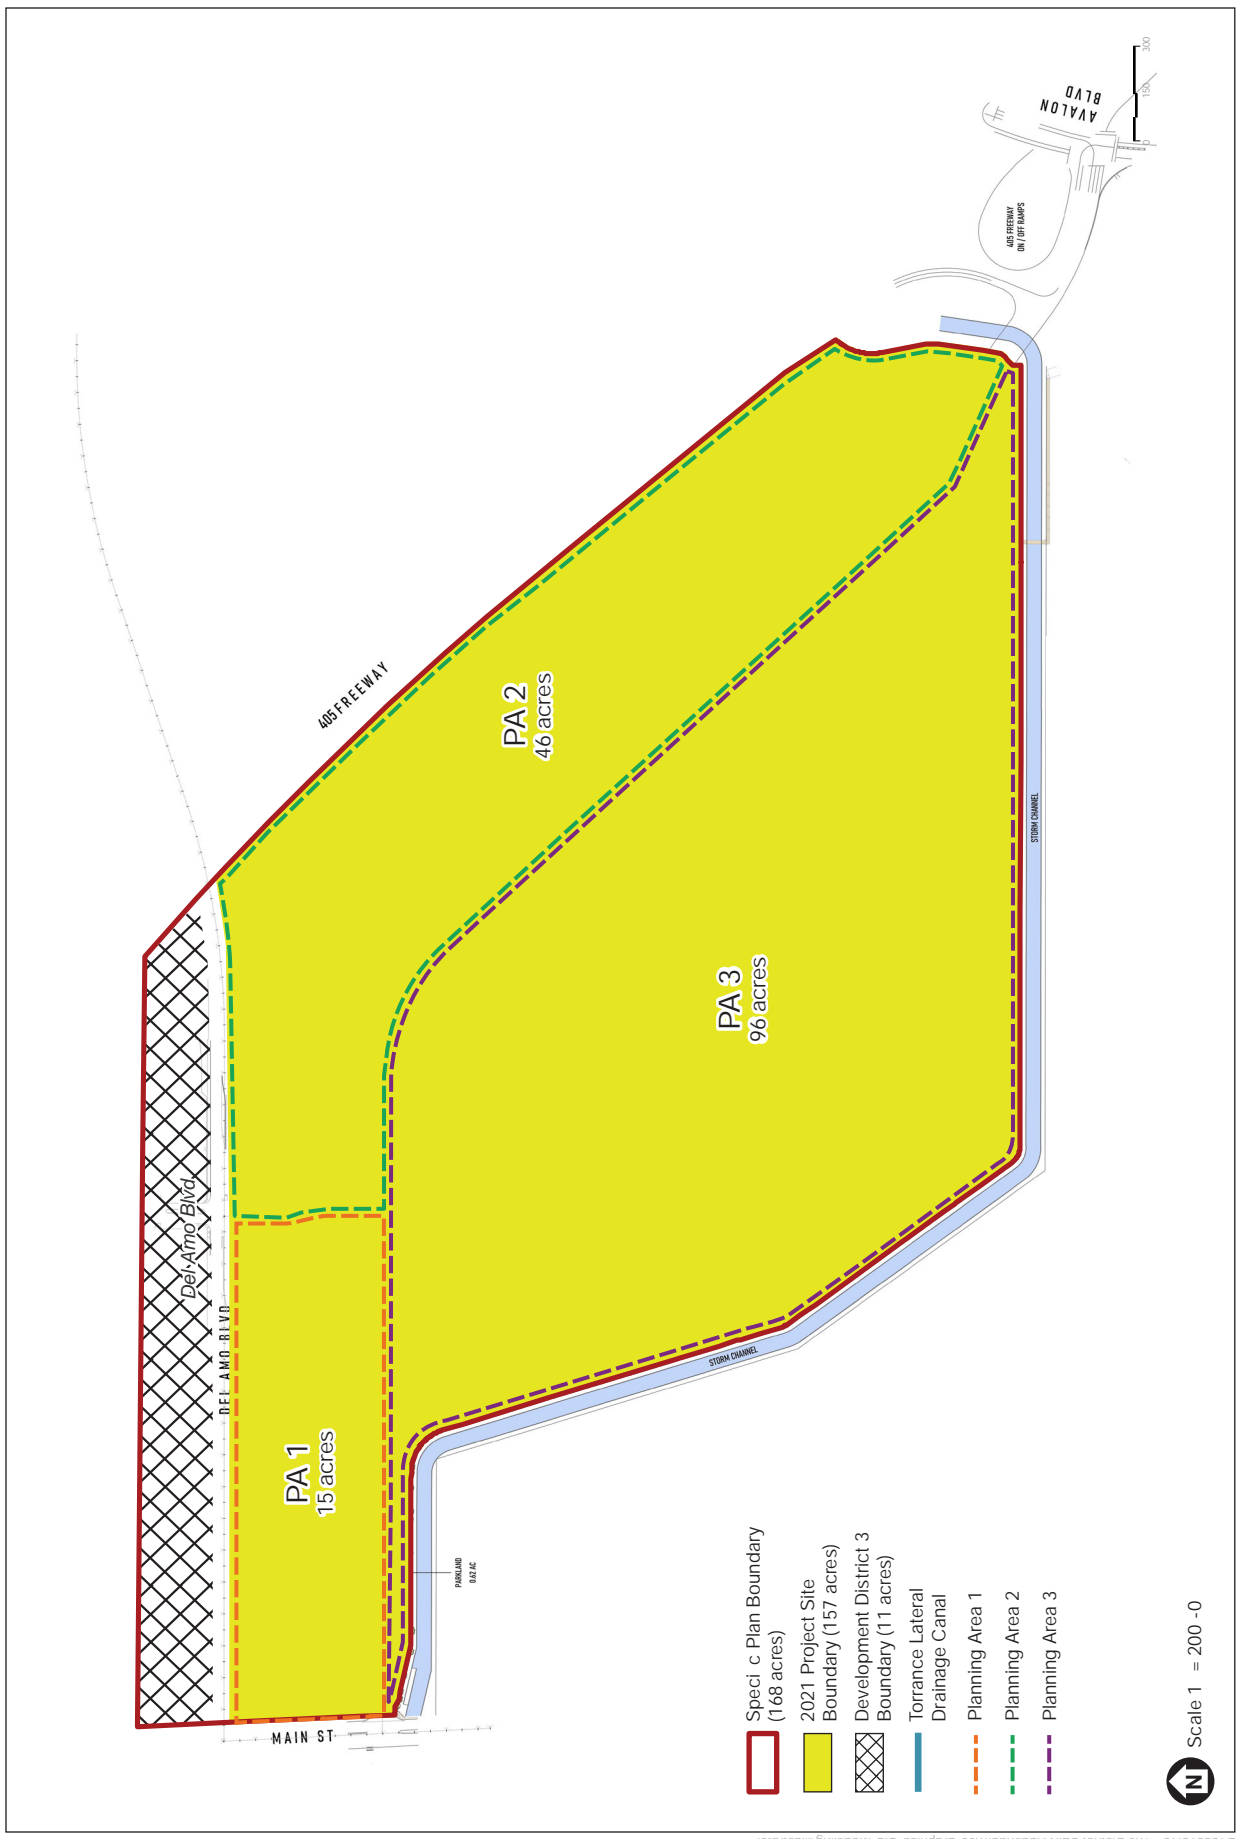 Del Amo Blvd.
DEL AMO BLVD
MAIN ST
405 FREEWAY
PA 1
15 acres
PA 2
46 acres
PA 3
96 acres
PARKLAND
0.62 AC
STORM CHANNEL
STORM CHANNEL
405 FREEWAY
ON / OFF RAMPS
AVALON
BLVD
0 150 300
Speci c Plan Boundary
(168 acres)
2021 Project Site
Boundary (157 acres)
Development District 3
Boundary (11 acres)
Torrance Lateral
Drainage Canal
Planning Area 1
Planning Area 2
Planning Area 3
N
Scale 1 = 200 -0